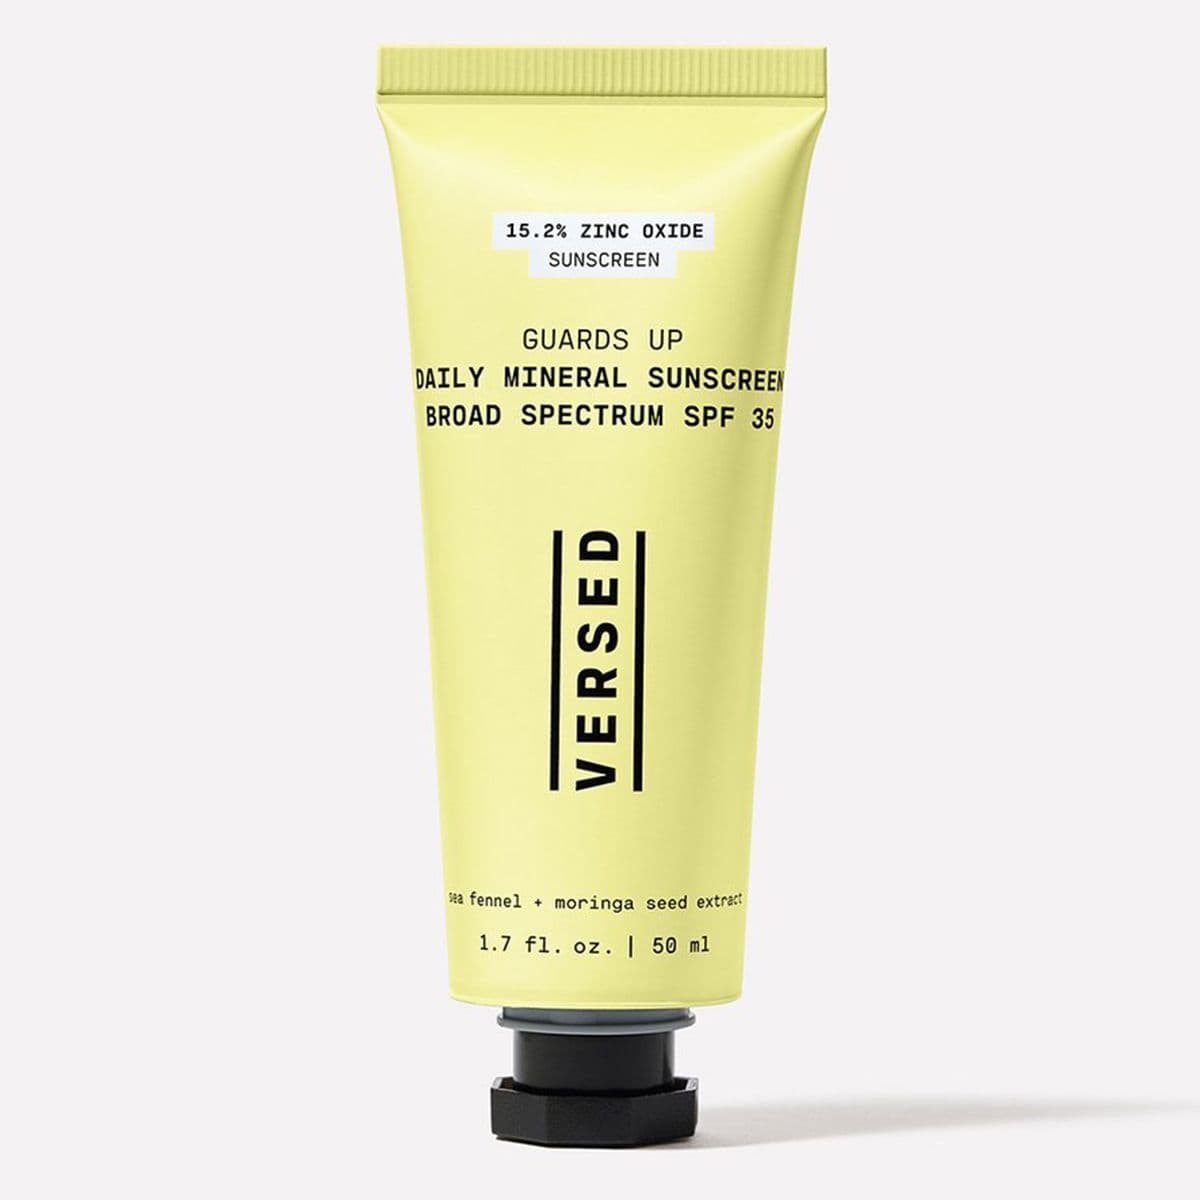 15.2% ZINC OXIDE
SUNSCREEN
GUARDS UP
DAILY MINERAL SUNSCREEN
BROAD SPECTRUM SPF 35
VERSED
sea fennel + moringa seed extract
1.7 fl. oz. | 50 ml